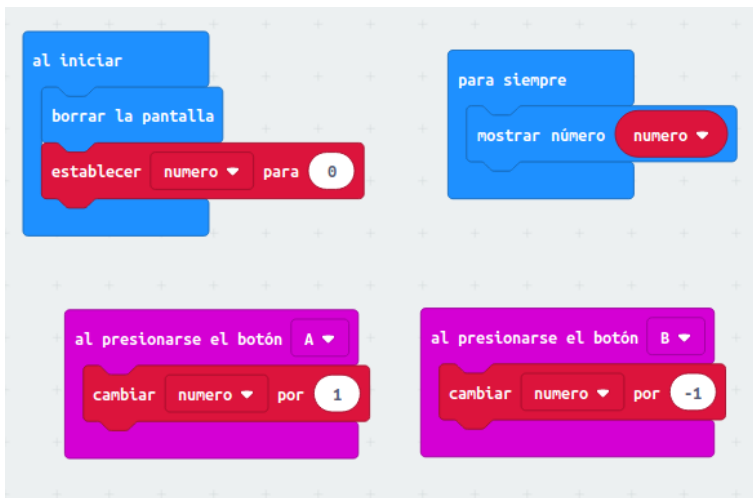 al iniciar
borrar la pantalla
establecer numero para 0
para siempre
mostrar número numero
al presionarse el botón A
cambiar numero por 1
al presionarse el botón B
cambiar numero por -1